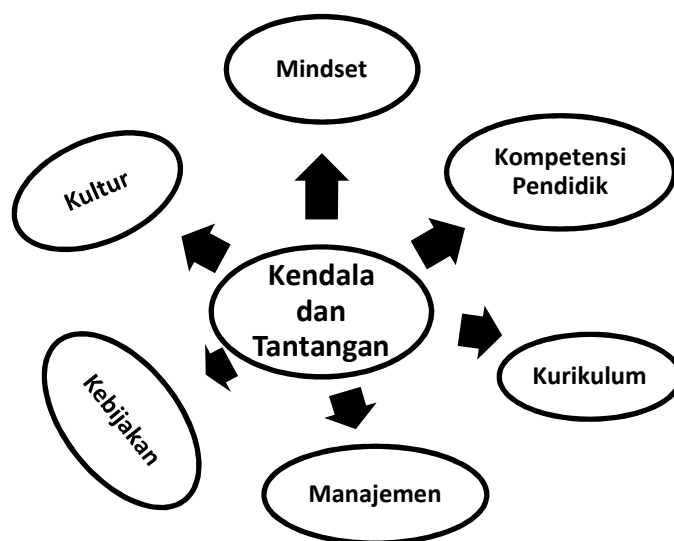 Mindset
Kompetensi
Pendidik
Kultur
Kendala
dan
Tantangan
Kurikulum
Kebijakan
Manajemen